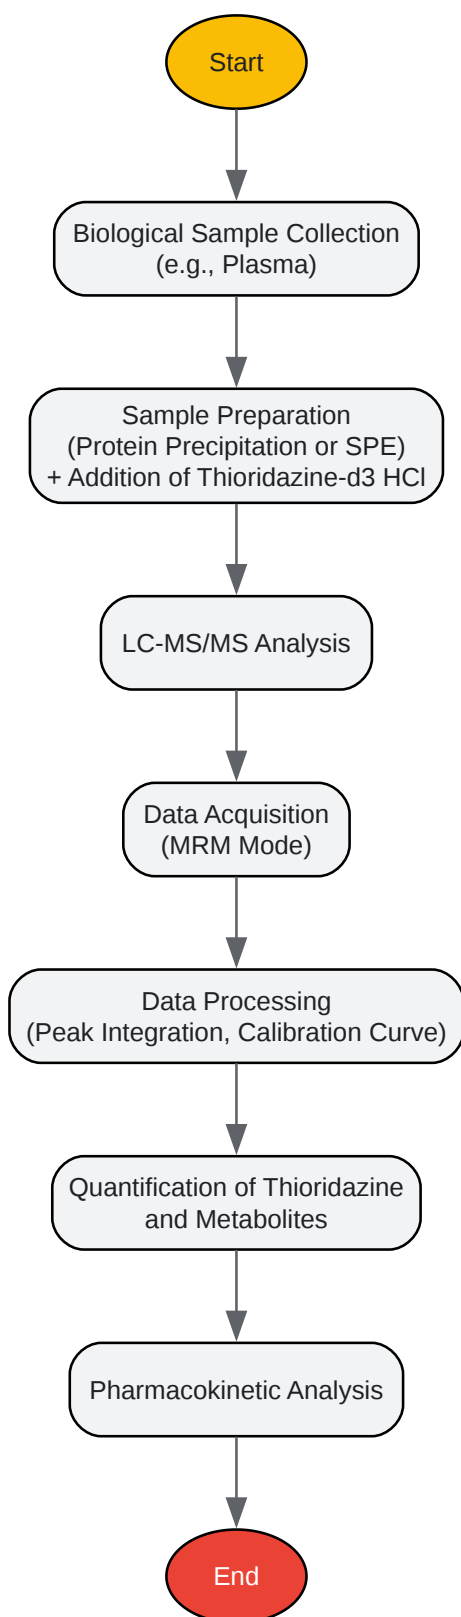 Start
Biological Sample Collection
(e.g., Plasma)
Sample Preparation
(Protein Precipitation or SPE)
+ Addition of Thioridazine-d3 HCl
LC-MS/MS Analysis
Data Acquisition
(MRM Mode)
Data Processing
(Peak Integration, Calibration Curve)
Quantification of Thioridazine
and Metabolites
Pharmacokinetic Analysis
End